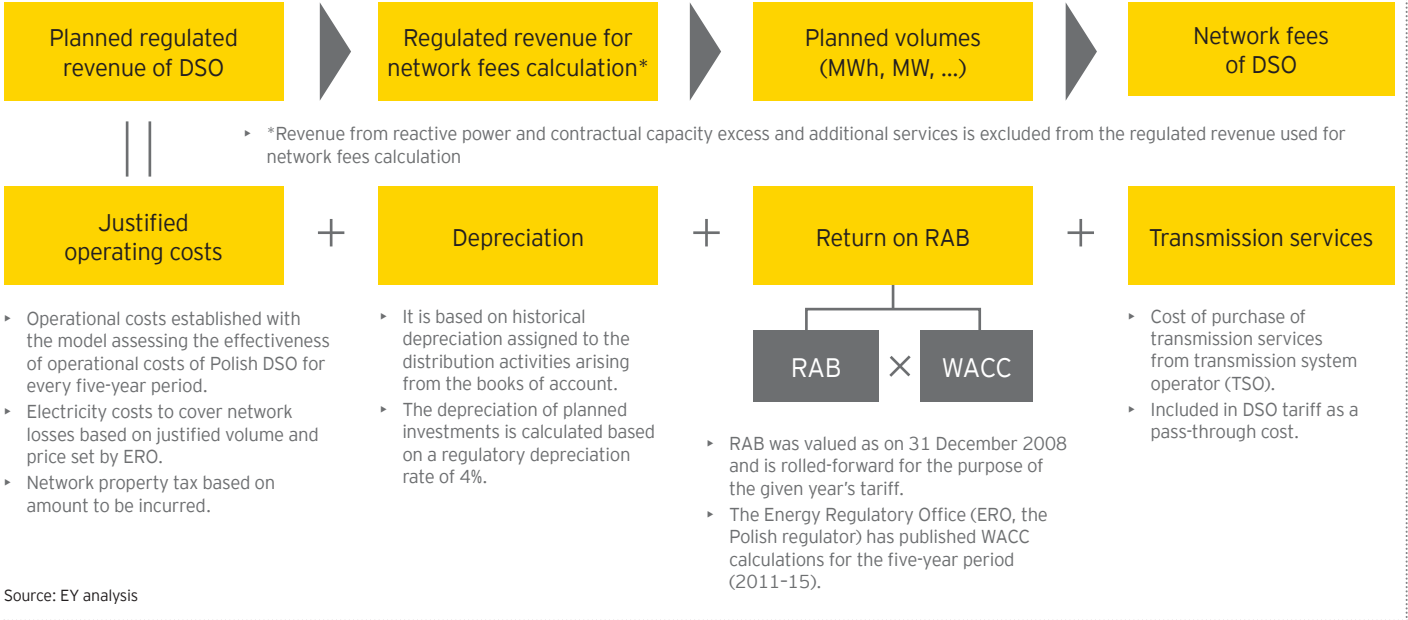 Planned regulated
revenue of DSO
Regulated revenue for
network fees calculation*
Planned volumes
(MWh, MW, ...)
Network fees
of DSO
▸ *Revenue from reactive power and contractual capacity excess and additional services is excluded from the regulated revenue used for
network fees calculation
Justified
operating costs
+
Depreciation
+
Return on RAB
+
Transmission services
▸ Operational costs established with
the model assessing the effectiveness
of operational costs of Polish DSO for
every five-year period.
▸ Electricity costs to cover network
losses based on justified volume and
price set by ERO.
▸ Network property tax based on
amount to be incurred.
▸ It is based on historical
depreciation assigned to the
distribution activities arising
from the books of account.
▸ The depreciation of planned
investments is calculated based
on a regulatory depreciation
rate of 4%.
RAB × WACC
▸ RAB was valued as on 31 December 2008
and is rolled-forward for the purpose of
the given year's tariff.
▸ The Energy Regulatory Office (ERO, the
Polish regulator) has published WACC
calculations for the five-year period
(2011–15).
▸ Cost of purchase of
transmission services
from transmission system
operator (TSO).
▸ Included in DSO tariff as a
pass-through cost.
Source: EY analysis